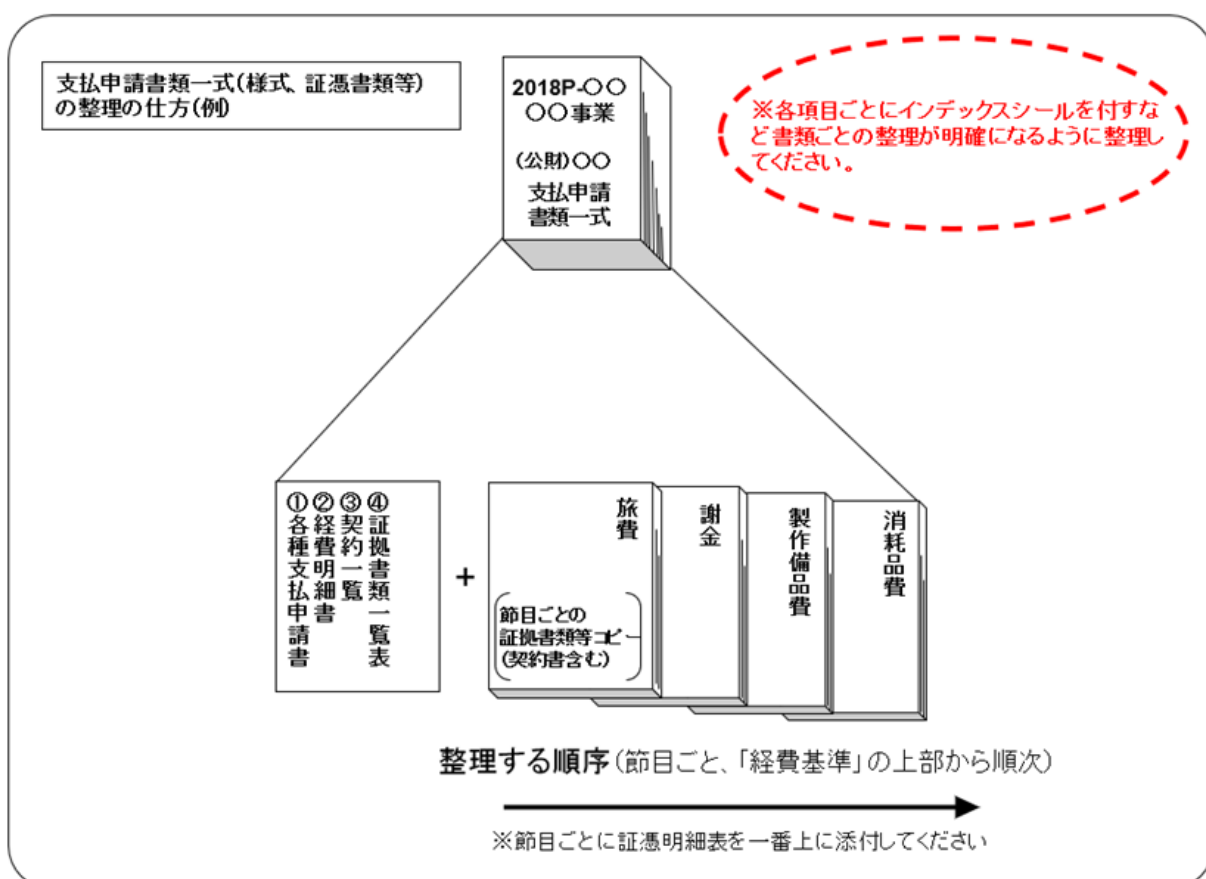 支払申請書類一式(様式、証憑書類等)
の整理の仕方(例)
2018P-○○
○○事業
(公財)○○
支払申請
書類一式
※各項目ごとにインデックスシールを付すな
ど書類ごとの整理が明確になるように整理し
てください。
①各種支払申請書
②経費明細書
③契約一覧
④証拠書類一覧表
+
旅費
節目ごとの
証拠書類等コピー
(契約書含む)
謝金
製作備品費
消耗品費
整理する順序(節目ごと、「経費基準」の上部から順次)
※節目ごとに証憑明細表を一番上に添付してください